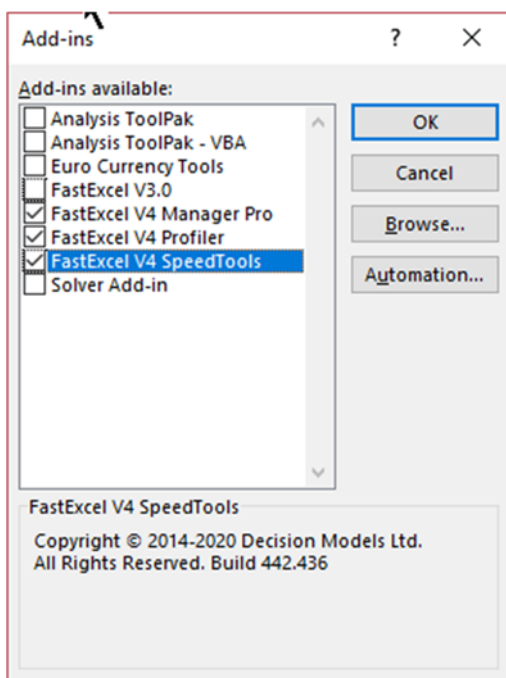 Add-ins
?
Add-ins available:
Analysis ToolPak
Analysis ToolPak - VBA
Euro Currency Tools
FastExcel V3.0
FastExcel V4 Manager Pro
FastExcel V4 Profiler
FastExcel V4 SpeedTools
Solver Add-in
OK
Cancel
Browse...
Automation...
FastExcel V4 SpeedTools
Copyright © 2014-2020 Decision Models Ltd.
All Rights Reserved. Build 442.436